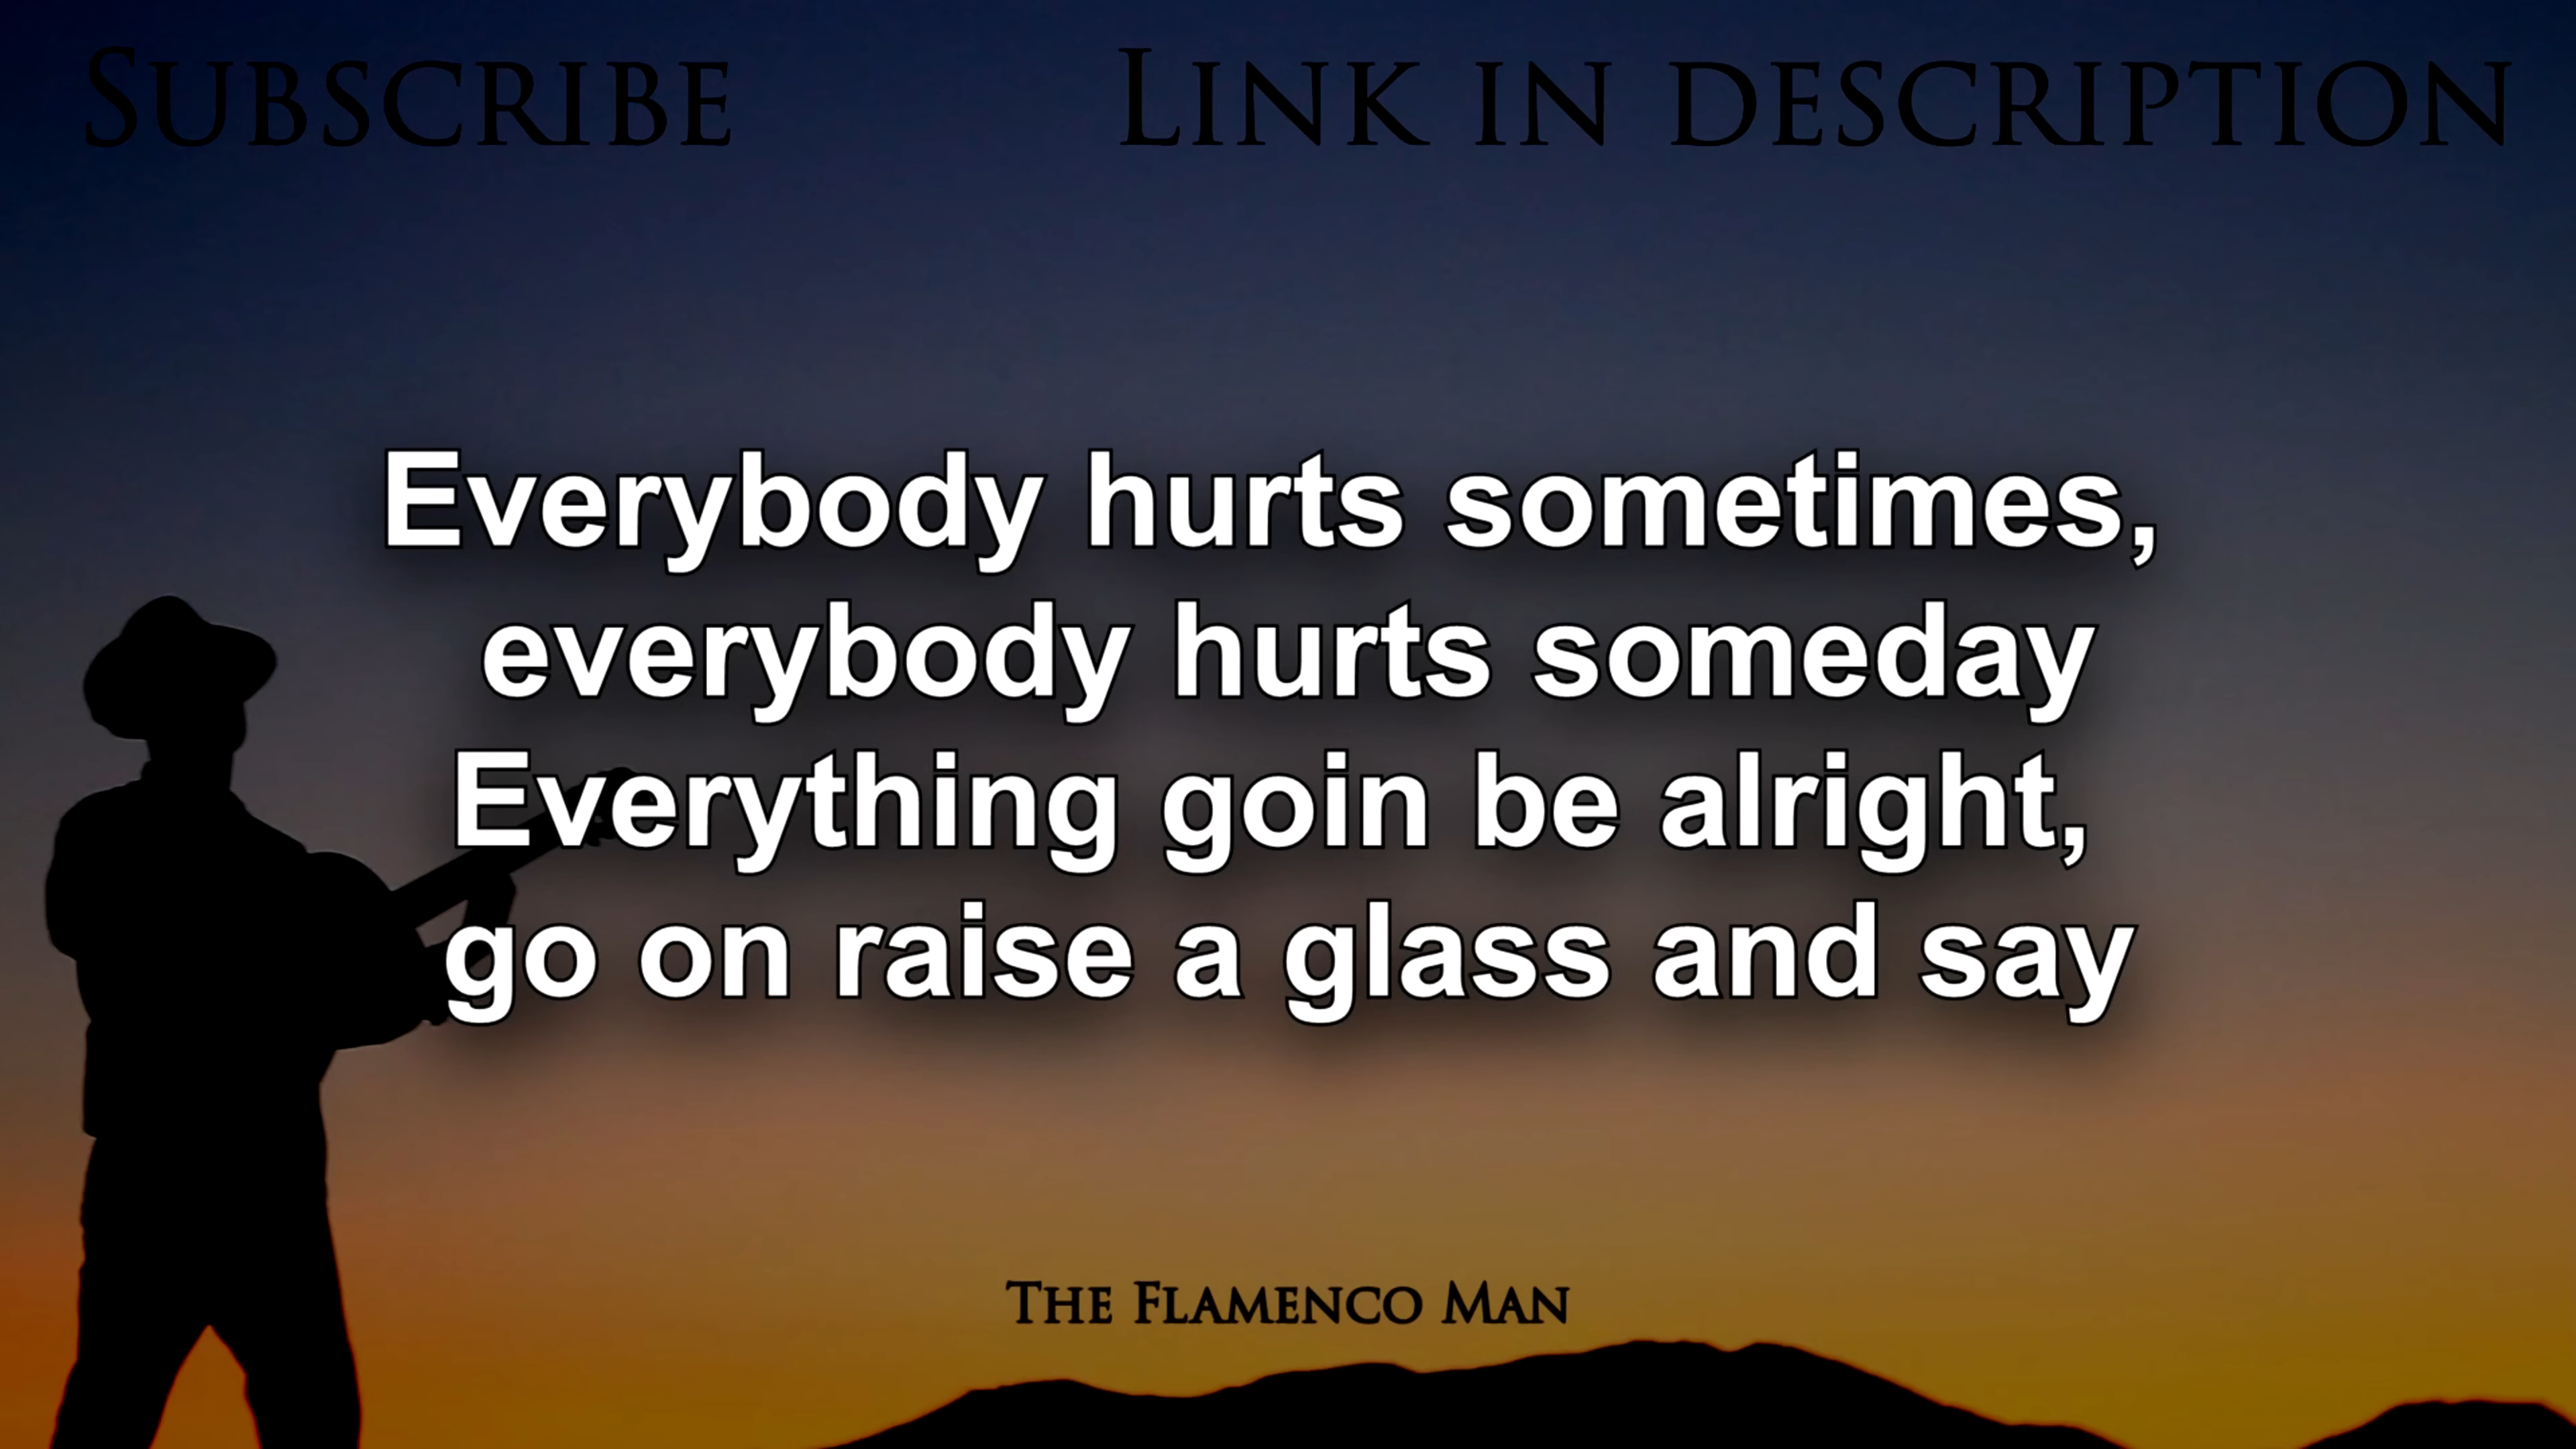 Subscribe
Link in description
Everybody hurts sometimes,
everybody hurts someday
Everything goin be alright,
go on raise a glass and say
The Flamenco Man